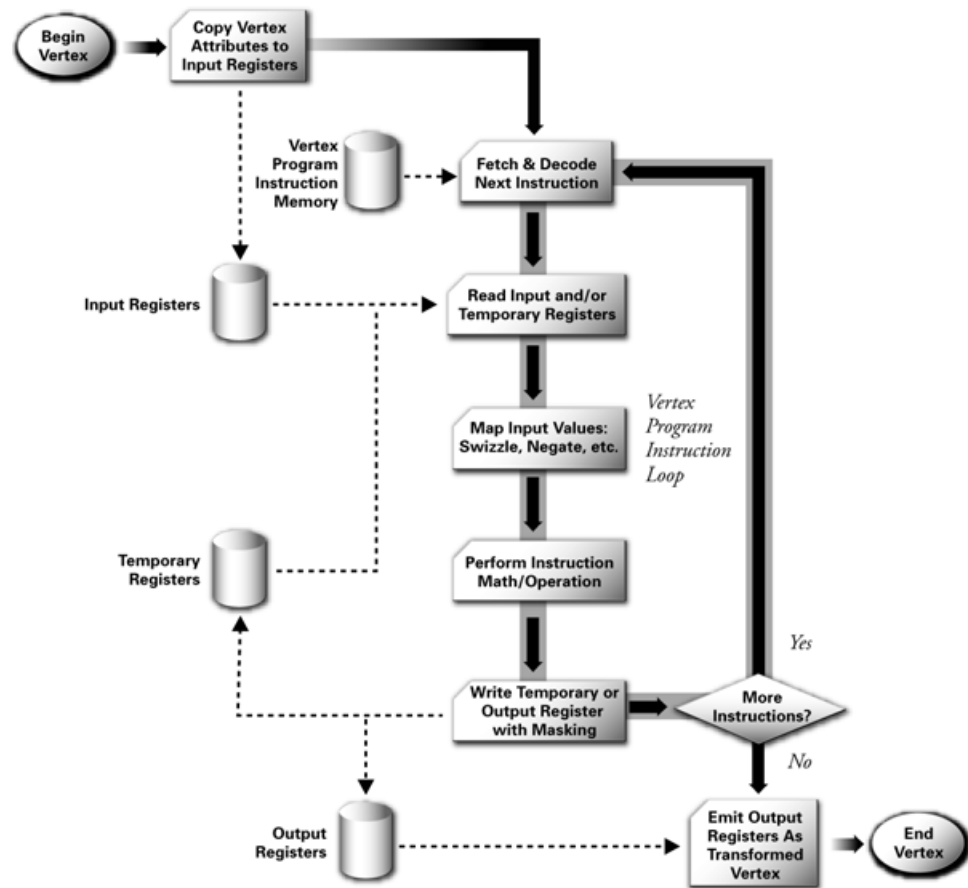 Begin
Vertex
Copy Vertex
Attributes to
Input Registers
Vertex
Program
Instruction
Memory
Fetch & Decode
Next Instruction
Input Registers
Read Input and/or
Temporary Registers
Map Input Values:
Swizzle, Negate, etc.
Vertex
Program
Instruction
Loop
Temporary
Registers
Perform Instruction
Math/Operation
Yes
Write Temporary or
Output Register
with Masking
More
Instructions?
No
Output
Registers
Emit Output
Registers As
Transformed
Vertex
End
Vertex